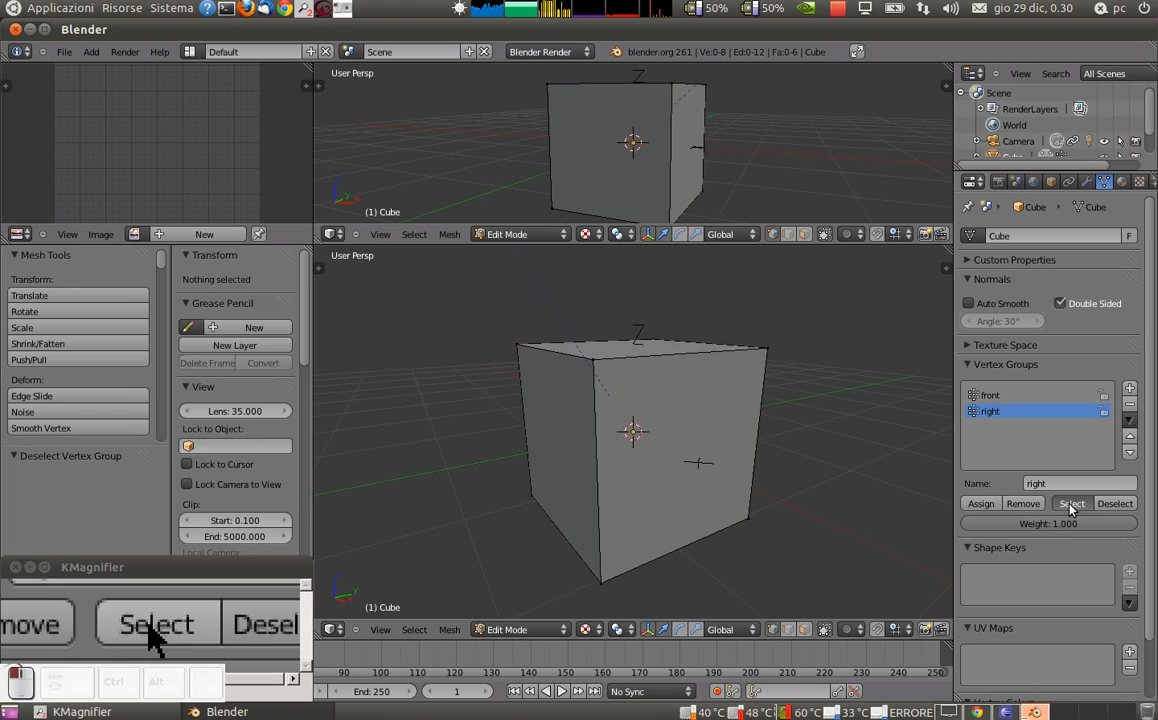 Applicazioni Risorse Sistema
50%
50%
gio 29 dic, 0.30
pc
Blender
File Add Render Help
Default
Scene
Blender Render
blender.org 261 | Ve:0-8 | Ed:0-12 | Fa:0-6 | Cube
View Search All Scenes
Scene
RenderLayers
World
Camera
User Persp
Z
(1) Cube
View Image New
View Select Mesh Edit Mode Global
Cube Cube
Cube F
Custom Properties
Normals
Auto Smooth
Double Sided
Angle: 30°
Texture Space
Vertex Groups
front
right
Name: right
Assign Remove Select Deselect
Weight: 1.000
Shape Keys
UV Maps
Mesh Tools
Transform:
Translate
Rotate
Scale
Shrink/Fatten
Push/Pull
Deform:
Edge Slide
Noise
Smooth Vertex
Deselect Vertex Group
Transform
Nothing selected
Grease Pencil
New
New Layer
Delete Frame Convert
View
Lens: 35.000
Lock to Object:
Lock to Cursor
Lock Camera to View
Clip:
Start: 0.100
End: 5000.000
Local Camera:
User Persp
Z
(1) Cube
View Select Mesh Edit Mode Global
KMagnifier
move Select Desel
Shift Ctrl Alt
90 100 110 120 130 140 150 160 170 180 190 200 210 220 230 240 250
End: 250 1 No Sync
KMagnifier
Blender
40 °C 48 °C 60 °C 33 °C ERRORE